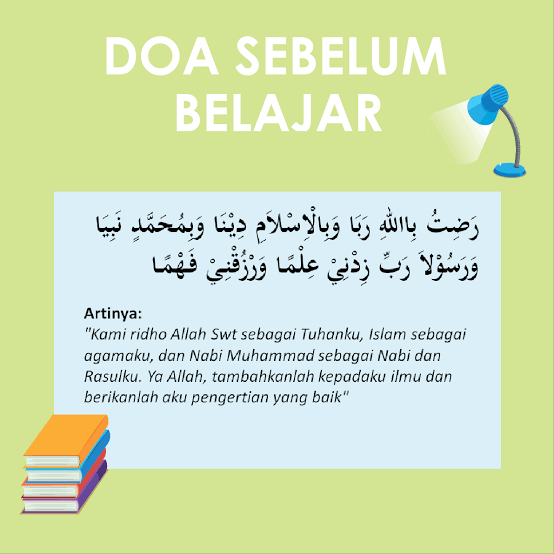 DOA SEBELUM
BELAJAR
رَضِتُ بِااللهِ رَبَا وَبِالْاِسْلاَمِ دِيْنَا وَبِمُحَمَّدٍ نَبِيَا
وَرَسُوْلاَ رَبِّ زِدْنِيْ عِلْمًا وَرْزُقْنِيْ فَهْمًا
Artinya:
"Kami ridho Allah Swt sebagai Tuhanku, Islam sebagai
agamaku, dan Nabi Muhammad sebagai Nabi dan
Rasulku. Ya Allah, tambahkanlah kepadaku ilmu dan
berikanlah aku pengertian yang baik"